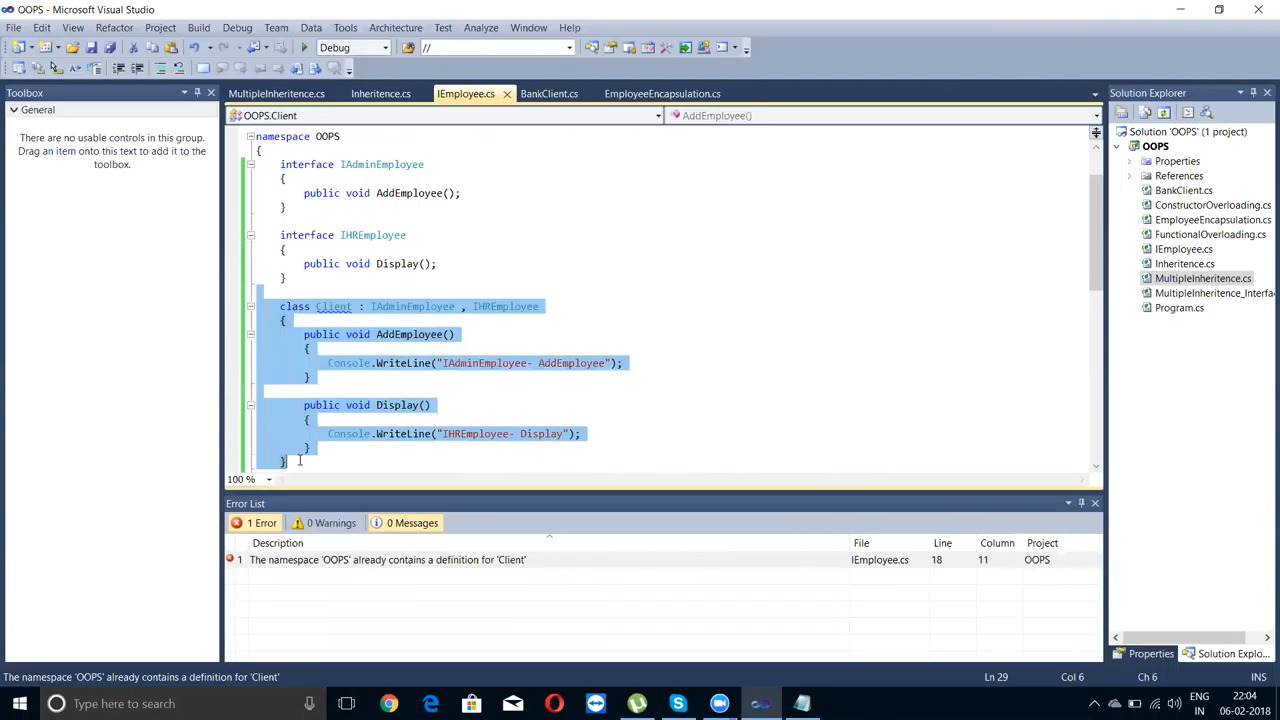 OOPS - Microsoft Visual Studio
File Edit View Refactor Project Build Debug Team Data Tools Architecture Test Analyze Window Help
Debug //
Toolbox
General
There are no usable controls in this group.
Drag an item onto this text to add it to the
toolbox.
MultipleInheritence.cs Inheritence.cs IEmployee.cs BankClient.cs EmployeeEncapsulation.cs
OOPS.Client AddEmployee()
namespace OOPS
{
interface IAdminEmployee
{
public void AddEmployee();
}
interface IHREmployee
{
public void Display();
}
class Client : IAdminEmployee , IHREmployee
{
public void AddEmployee()
{
Console.WriteLine("IAdminEmployee- AddEmployee");
}
public void Display()
{
Console.WriteLine("IHREmployee- Display");
}
}
100 %
Error List
1 Error 0 Warnings 0 Messages
Description File Line Column Project
1 The namespace 'OOPS' already contains a definition for 'Client' IEmployee.cs 18 11 OOPS
Solution Explorer
Solution 'OOPS' (1 project)
OOPS
Properties
References
BankClient.cs
ConstructorOverloading.cs
EmployeeEncapsulation.cs
FunctionalOverloading.cs
IEmployee.cs
Inheritence.cs
MultipleInheritence.cs
MultipleInheritence_Interfa
Program.cs
Properties Solution Explo...
The namespace 'OOPS' already contains a definition for 'Client' Ln 29 Col 6 Ch 6 INS
Type here to search
ENG
IN
22:04
06-02-2018